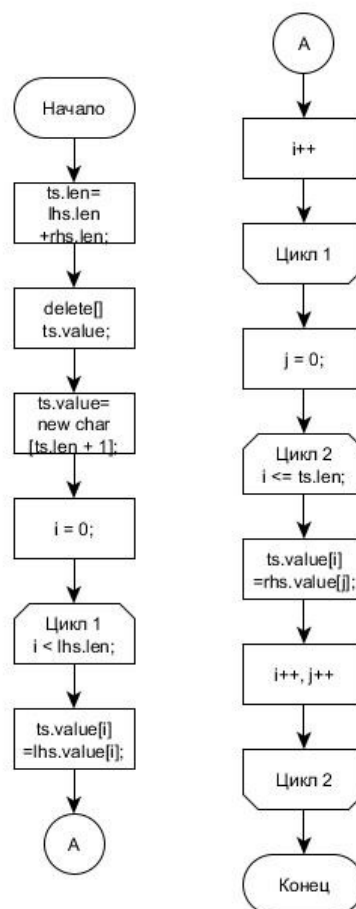 Начало
ts.len=
lhs.len
+rhs.len;
delete[]
ts.value;
ts.value=
new char
[ts.len + 1];
i = 0;
Цикл 1
i < lhs.len;
ts.value[i]
=lhs.value[i];
A
A
i++
Цикл 1
j = 0;
Цикл 2
i <= ts.len;
ts.value[i]
=rhs.value[j];
i++, j++
Цикл 2
Конец